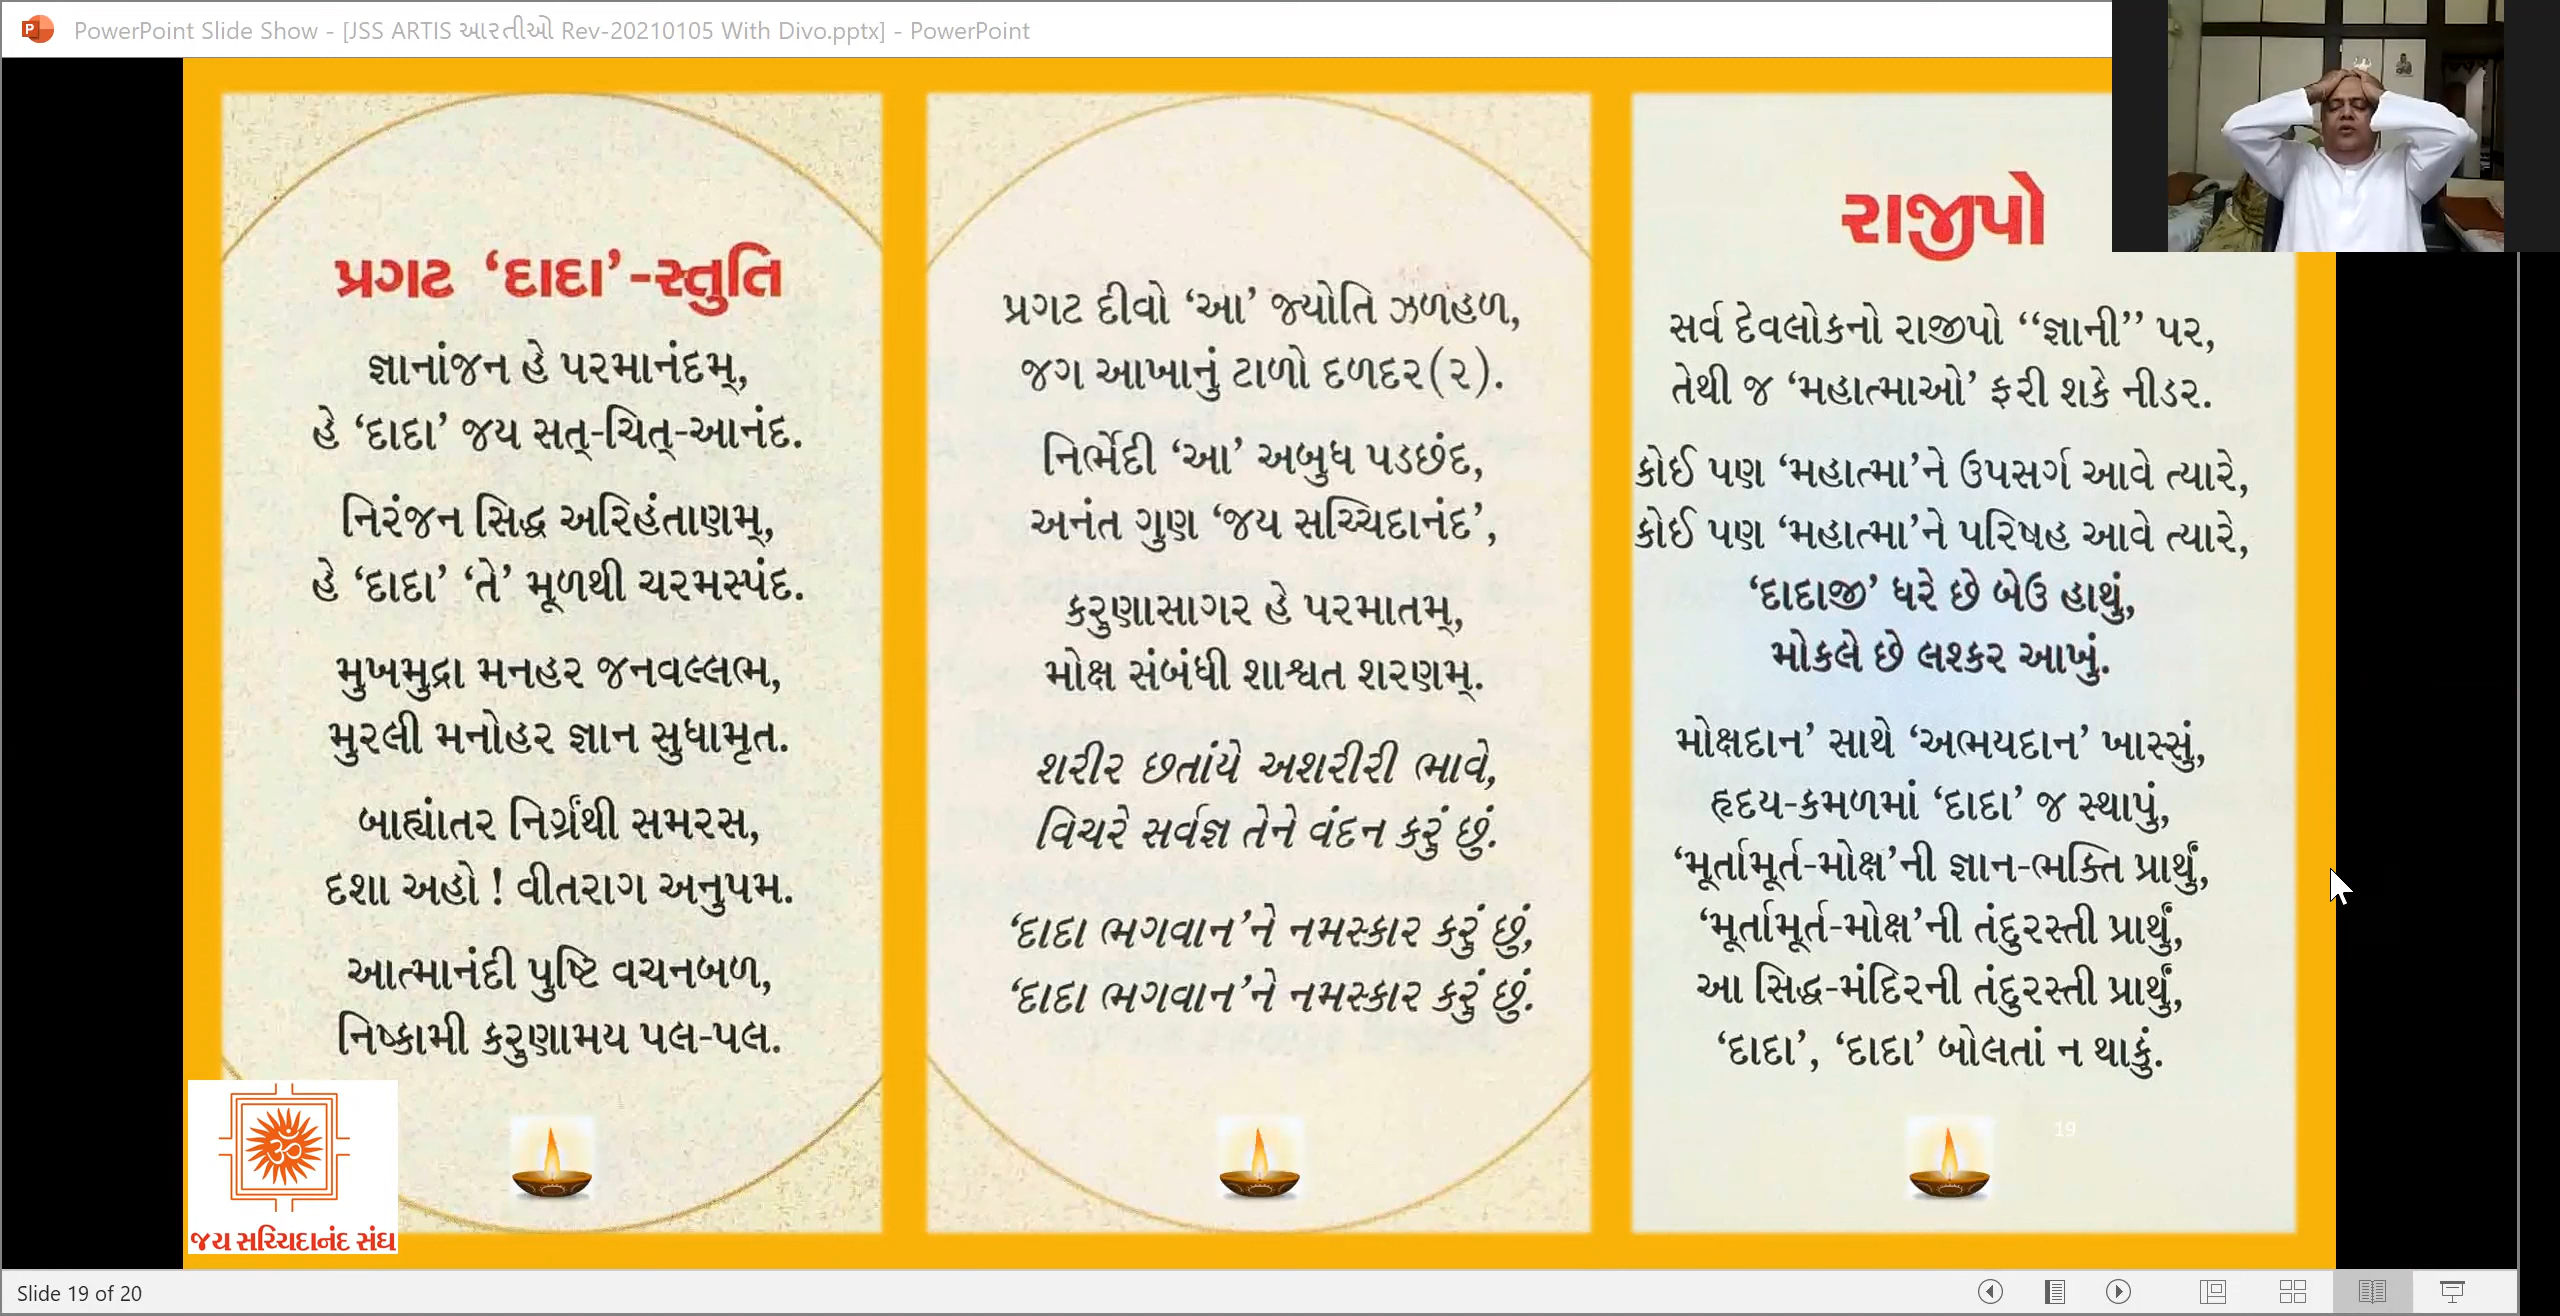 PowerPoint Slide Show - [JSS ARTIS આરતીઓ Rev-20210105 With Divo.pptx] - PowerPoint
પ્રગટ ‘દાદા’-સ્તુતિ
જ્ઞાનાંજન હે પરમાનંદમ્,
હે ‘દાદા’ જય સત્-ચિત્-આનંદ.
નિરંજન સિદ્ધ અરિહંતાણમ્,
હે ‘દાદા’ ‘તે’ મૂળથી ચરમસ્પંદ.
મુખમુદ્રા મનહર જનવલ્લભ,
મુરલી મનોહર જ્ઞાન સુધામૃત.
બાહ્યાંતર નિર્ગ્રંથી સમરસ,
દશા અહો ! વીતરાગ અનુપમ.
આત્માનંદી પુષ્ટિ વચનબળ,
નિષ્કામી કરુણામય પલ-પલ.
પ્રગટ દીવો ‘આ’ જ્યોતિ ઝળહળ,
જગ આખાનું ટાળો દળદર(૨).
નિર્ભેદી ‘આ’ અબુધ પડછંદ,
અનંત ગુણ ‘જય સચ્ચિદાનંદ’,
કરુણાસાગર હે પરમાતમ્,
મોક્ષ સંબંધી શાશ્વત શરણમ્.
શરીર છતાંયે અશરીરી ભાવે,
વિચરે સર્વજ્ઞ તેને વંદન કરું છું.
‘દાદા ભગવાન’ને નમસ્કાર કરું છું,
‘દાદા ભગવાન’ને નમસ્કાર કરું છું.
રાજીપો
સર્વ દેવલોકનો રાજીપો ‘‘જ્ઞાની’’ પર,
તેથી જ ‘મહાત્માઓ’ ફરી શકે નીડર.
કોઈ પણ ‘મહાત્મા’ને ઉપસર્ગ આવે ત્યારે,
કોઈ પણ ‘મહાત્મા’ને પરિષહ આવે ત્યારે,
‘દાદાજી’ ધરે છે બેઉ હાથું,
મોકલે છે લશ્કર આખું.
મોક્ષદાન’ સાથે ‘અભયદાન’ ખાસ્સું,
હૃદય-કમળમાં ‘દાદા’ જ સ્થાપું,
‘મૂર્તામૂર્ત-મોક્ષ’ની જ્ઞાન-ભક્તિ પ્રાર્થું,
‘મૂર્તામૂર્ત-મોક્ષ’ની તંદુરસ્તી પ્રાર્થું,
આ સિદ્ધ-મંદિરની તંદુરસ્તી પ્રાર્થું,
‘દાદા’, ‘દાદા’ બોલતાં ન થાકું.
19
જય સચ્ચિદાનંદ સંઘ
Slide 19 of 20